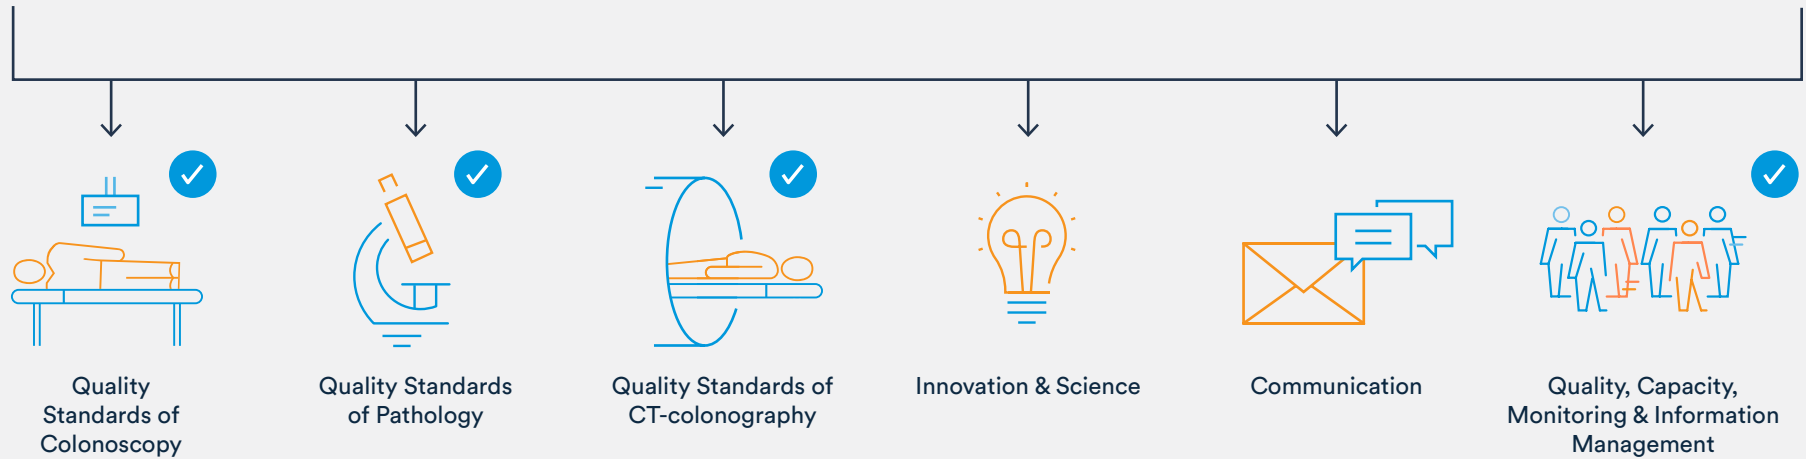 Quality
Standards of
Colonoscopy
Quality Standards
of Pathology
Quality Standards of
CT-colonography
Innovation & Science
Communication
Quality, Capacity,
Monitoring & Information
Management